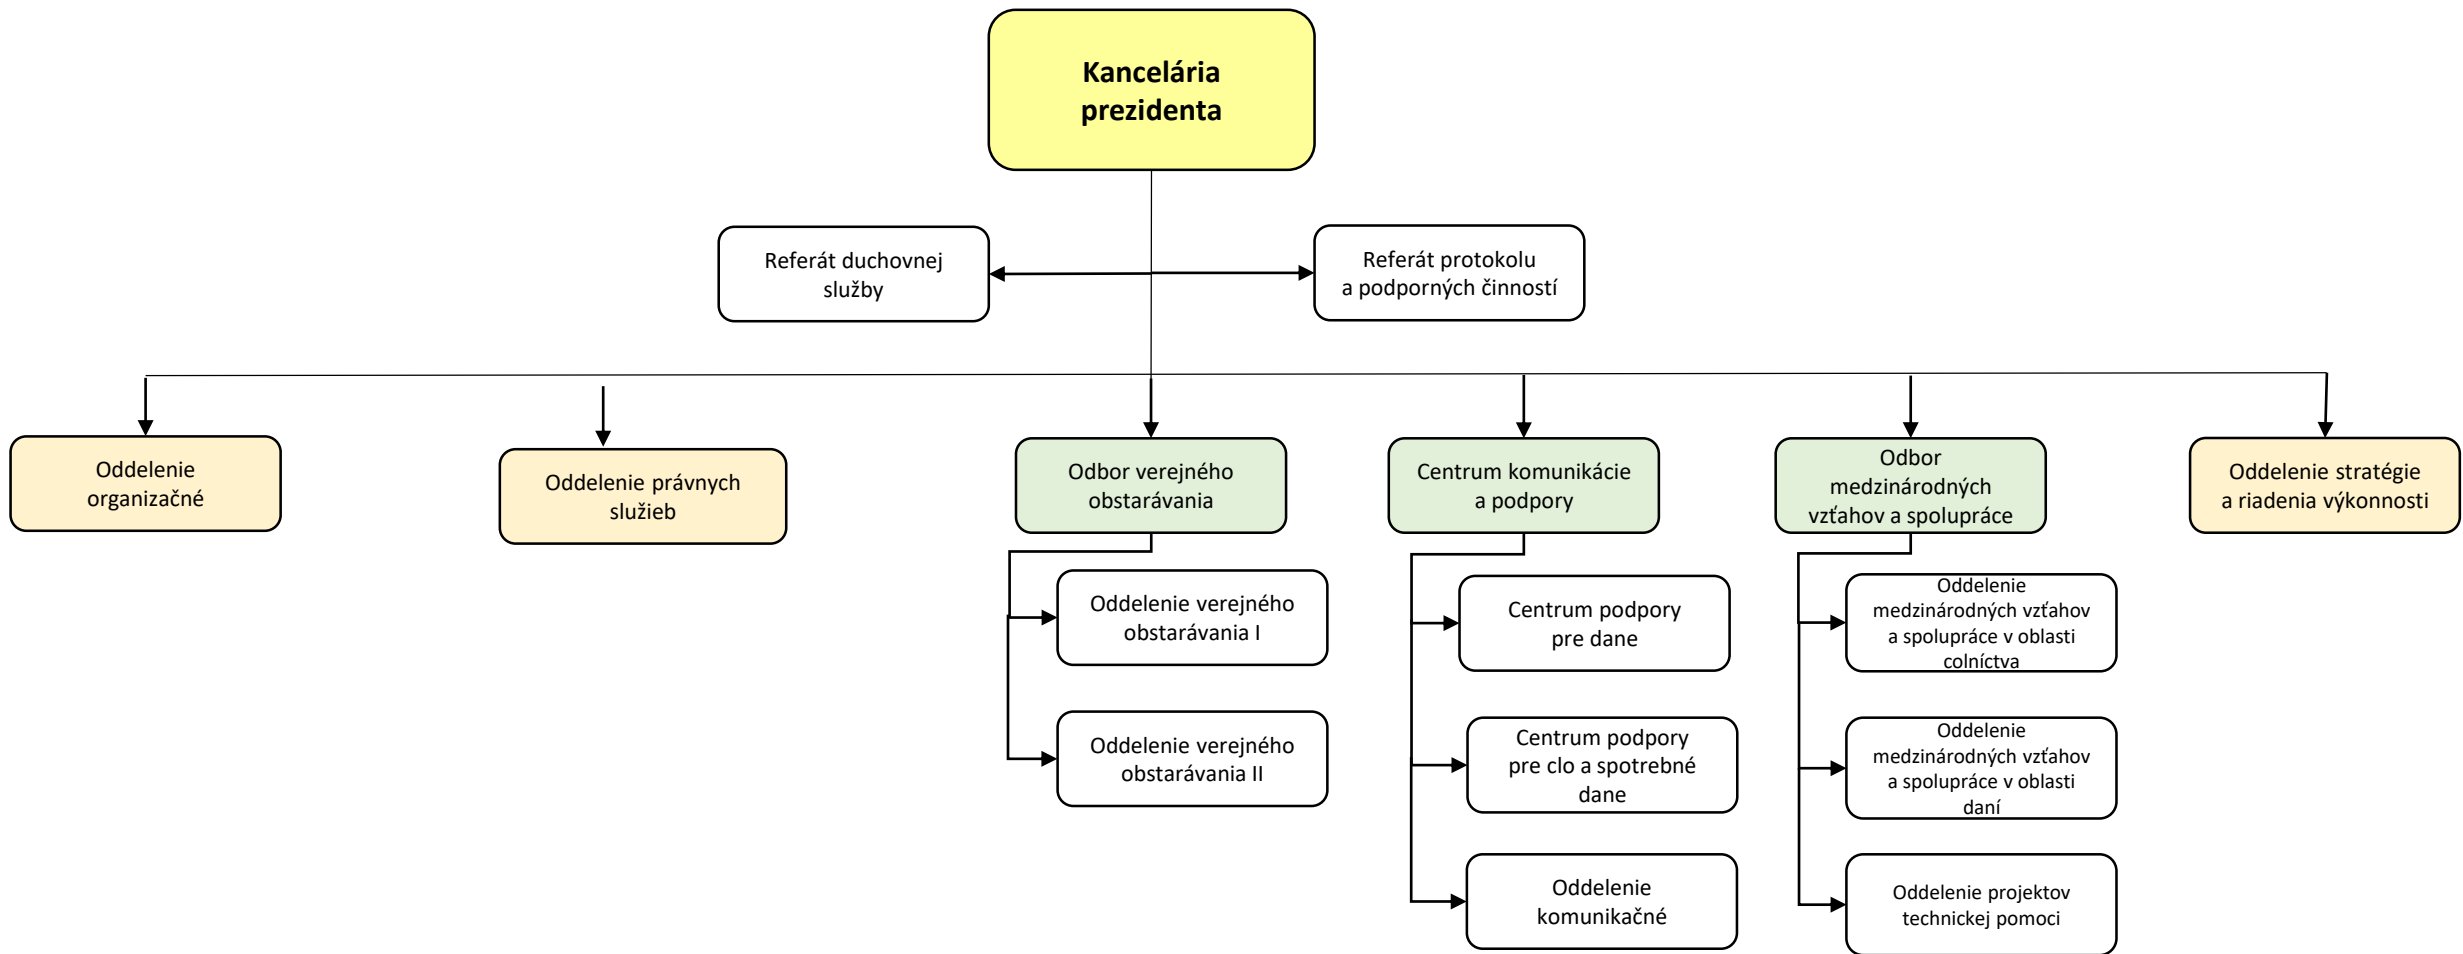 Kancelária
prezidenta
Referát duchovnej
služby
Referát protokolu
a podporných činností
Oddelenie
organizačné
Oddelenie právnych
služieb
Odbor verejného
obstarávania
Centrum komunikácie
a podpory
Odbor
medzinárodných
vzťahov a spolupráce
Oddelenie stratégie
a riadenia výkonnosti
Oddelenie verejného
obstarávania I
Oddelenie verejného
obstarávania II
Centrum podpory
pre dane
Centrum podpory
pre clo a spotrebné
dane
Oddelenie
komunikačné
Oddelenie
medzinárodných vzťahov
a spolupráce v oblasti
colníctva
Oddelenie
medzinárodných vzťahov
a spolupráce v oblasti
daní
Oddelenie projektov
technickej pomoci